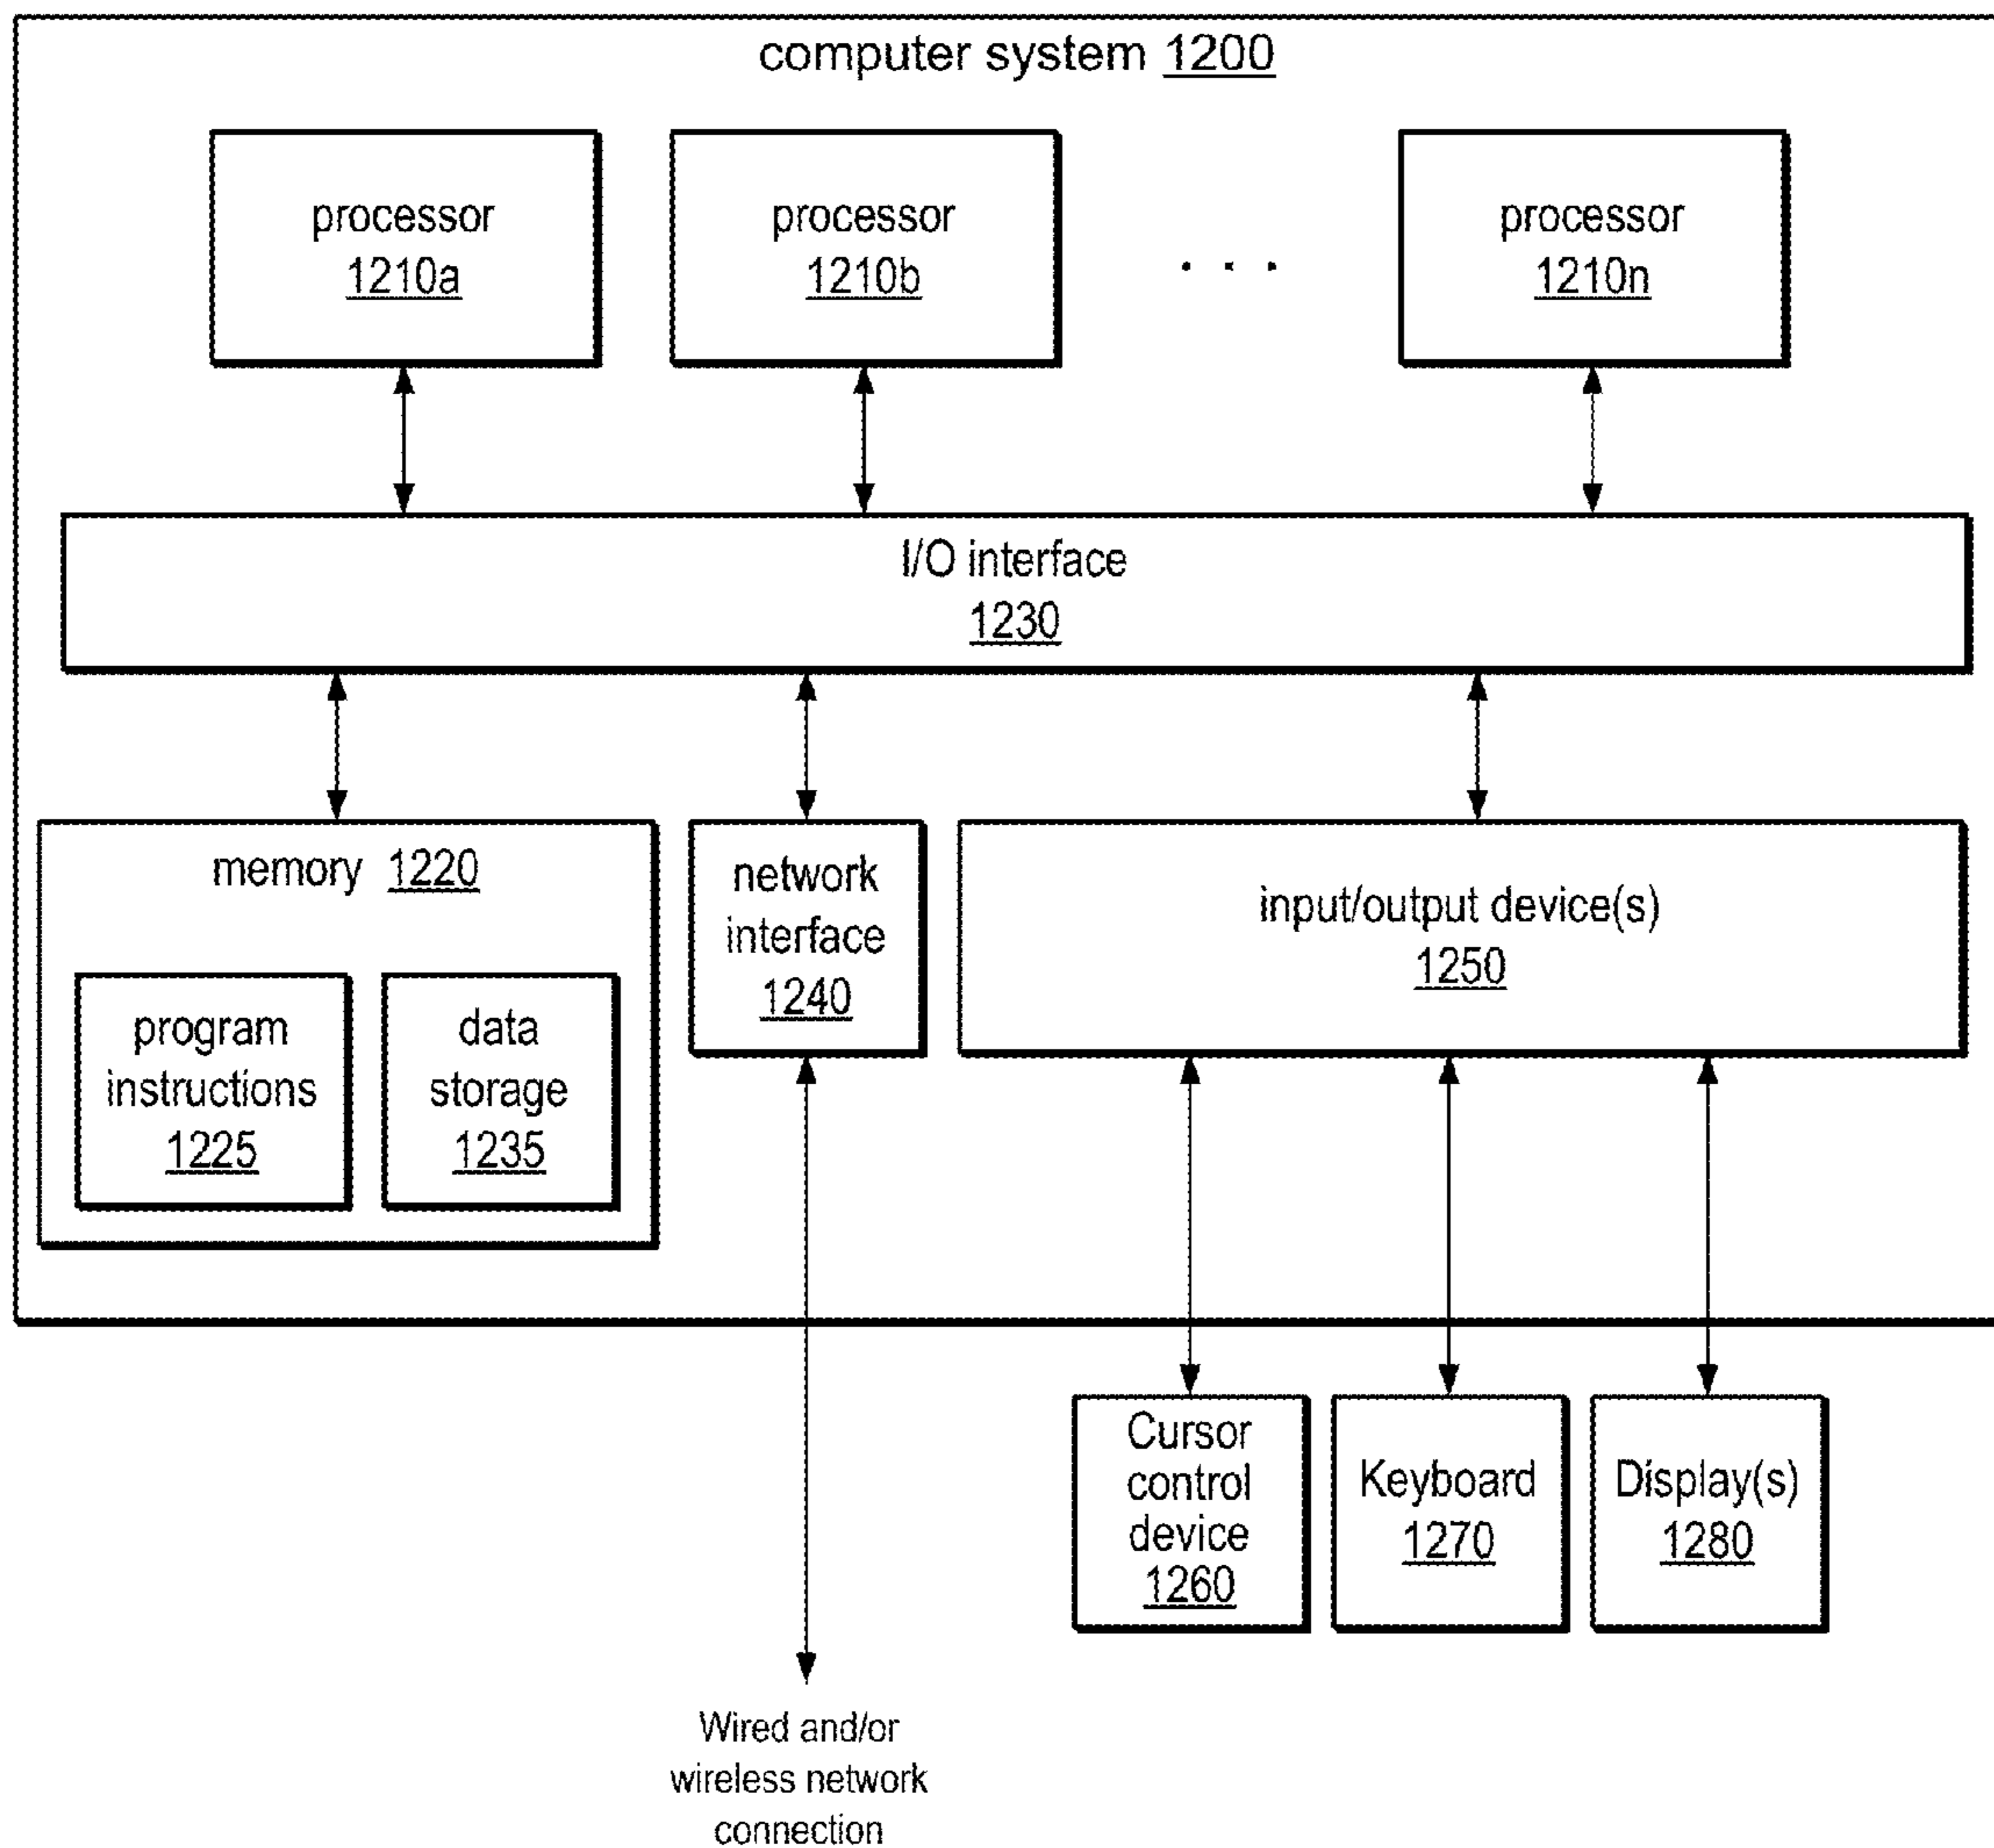 computer system 1200
processor
1210a
processor
1210b
. . .
processor
1210n
I/O interface
1230
memory 1220
program
instructions
1225
data
storage
1235
network
interface
1240
input/output device(s)
1250
Cursor
control
device
1260
Keyboard
1270
Display(s)
1280
Wired and/or
wireless network
connection